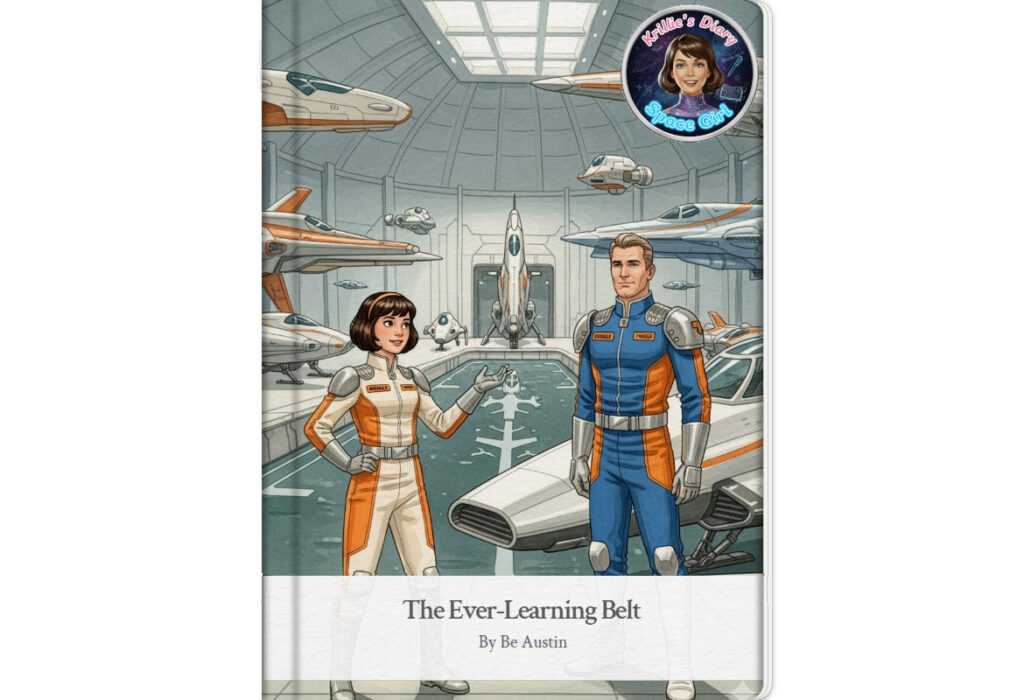 Krillie's Diary
Space Girl
The Ever-Learning Belt
By Be Austin